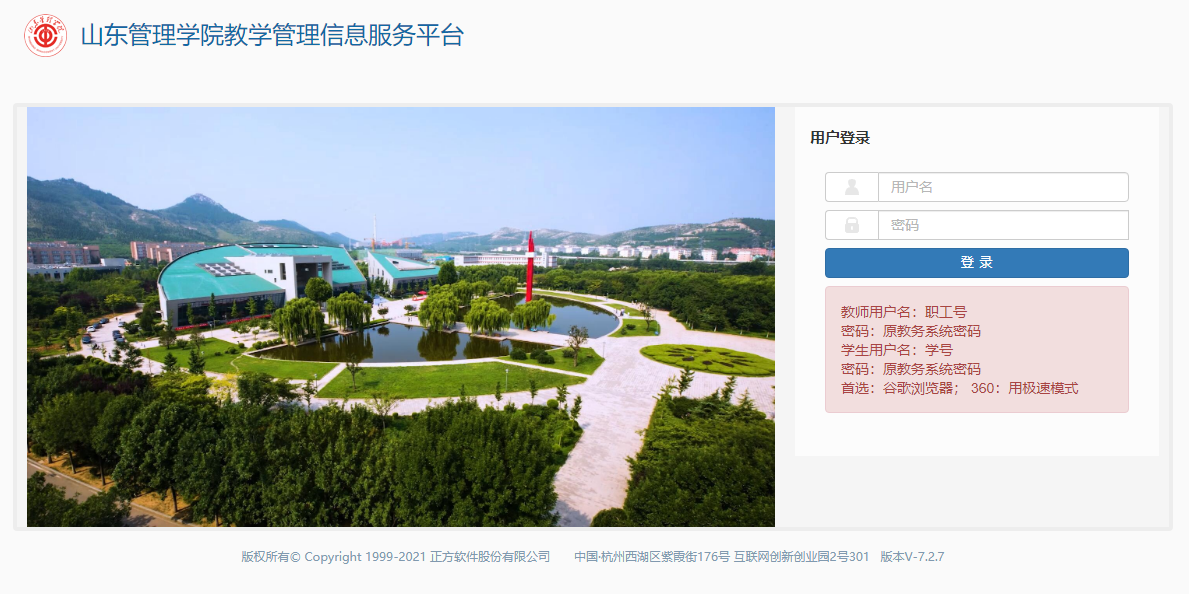 山东管理学院教学管理信息服务平台
用户登录
用户名
密码
登 录
教师用户名：职工号
密码：原教务系统密码
学生用户名：学号
密码：原教务系统密码
首选：谷歌浏览器； 360：用极速模式
版权所有© Copyright 1999-2021 正方软件股份有限公司 中国·杭州西湖区紫霞街176号 互联网创新创业园2号301 版本V-7.2.7